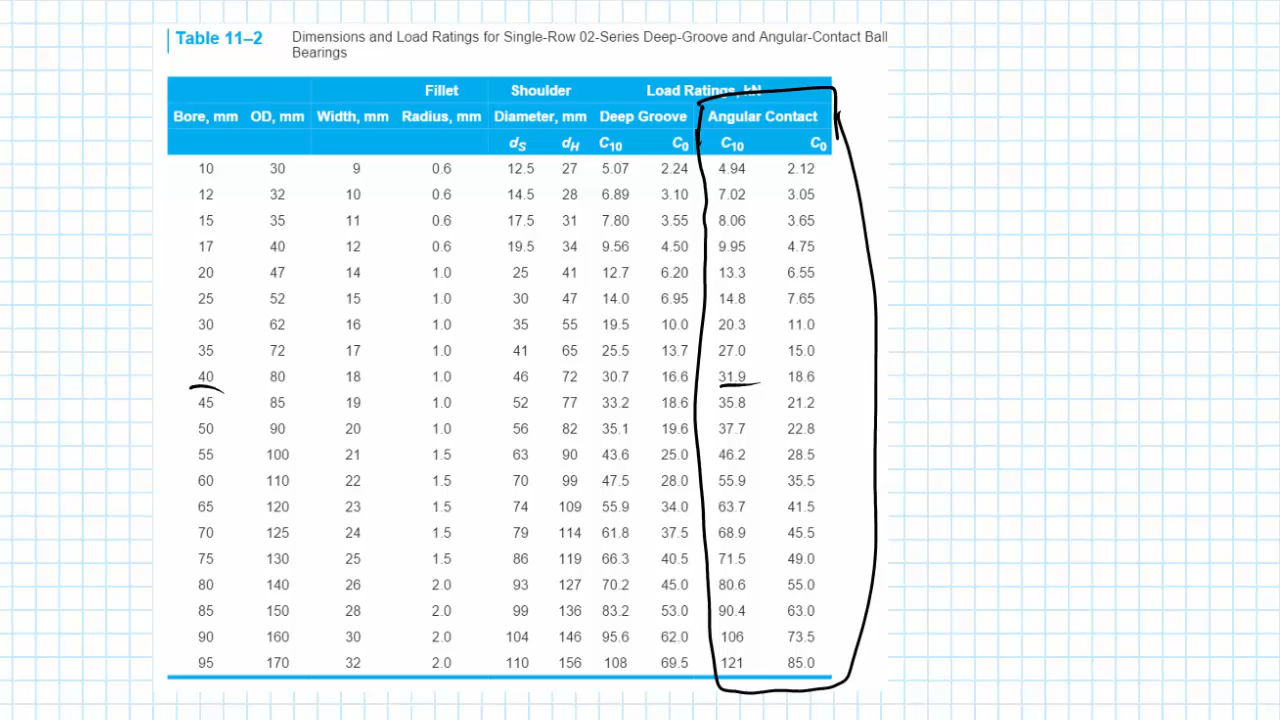 Table 11–2 Dimensions and Load Ratings for Single-Row 02-Series Deep-Groove and Angular-Contact Ball
Bearings
Fillet Shoulder Load Ratings, kN
Bore, mm OD, mm Width, mm Radius, mm Diameter, mm Deep Groove Angular Contact
dS dH C10 C0 C10 C0
10 30 9 0.6 12.5 27 5.07 2.24 4.94 2.12
12 32 10 0.6 14.5 28 6.89 3.10 7.02 3.05
15 35 11 0.6 17.5 31 7.80 3.55 8.06 3.65
17 40 12 0.6 19.5 34 9.56 4.50 9.95 4.75
20 47 14 1.0 25 41 12.7 6.20 13.3 6.55
25 52 15 1.0 30 47 14.0 6.95 14.8 7.65
30 62 16 1.0 35 55 19.5 10.0 20.3 11.0
35 72 17 1.0 41 65 25.5 13.7 27.0 15.0
40 80 18 1.0 46 72 30.7 16.6 31.9 18.6
45 85 19 1.0 52 77 33.2 18.6 35.8 21.2
50 90 20 1.0 56 82 35.1 19.6 37.7 22.8
55 100 21 1.5 63 90 43.6 25.0 46.2 28.5
60 110 22 1.5 70 99 47.5 28.0 55.9 35.5
65 120 23 1.5 74 109 55.9 34.0 63.7 41.5
70 125 24 1.5 79 114 61.8 37.5 68.9 45.5
75 130 25 1.5 86 119 66.3 40.5 71.5 49.0
80 140 26 2.0 93 127 70.2 45.0 80.6 55.0
85 150 28 2.0 99 136 83.2 53.0 90.4 63.0
90 160 30 2.0 104 146 95.6 62.0 106 73.5
95 170 32 2.0 110 156 108 69.5 121 85.0